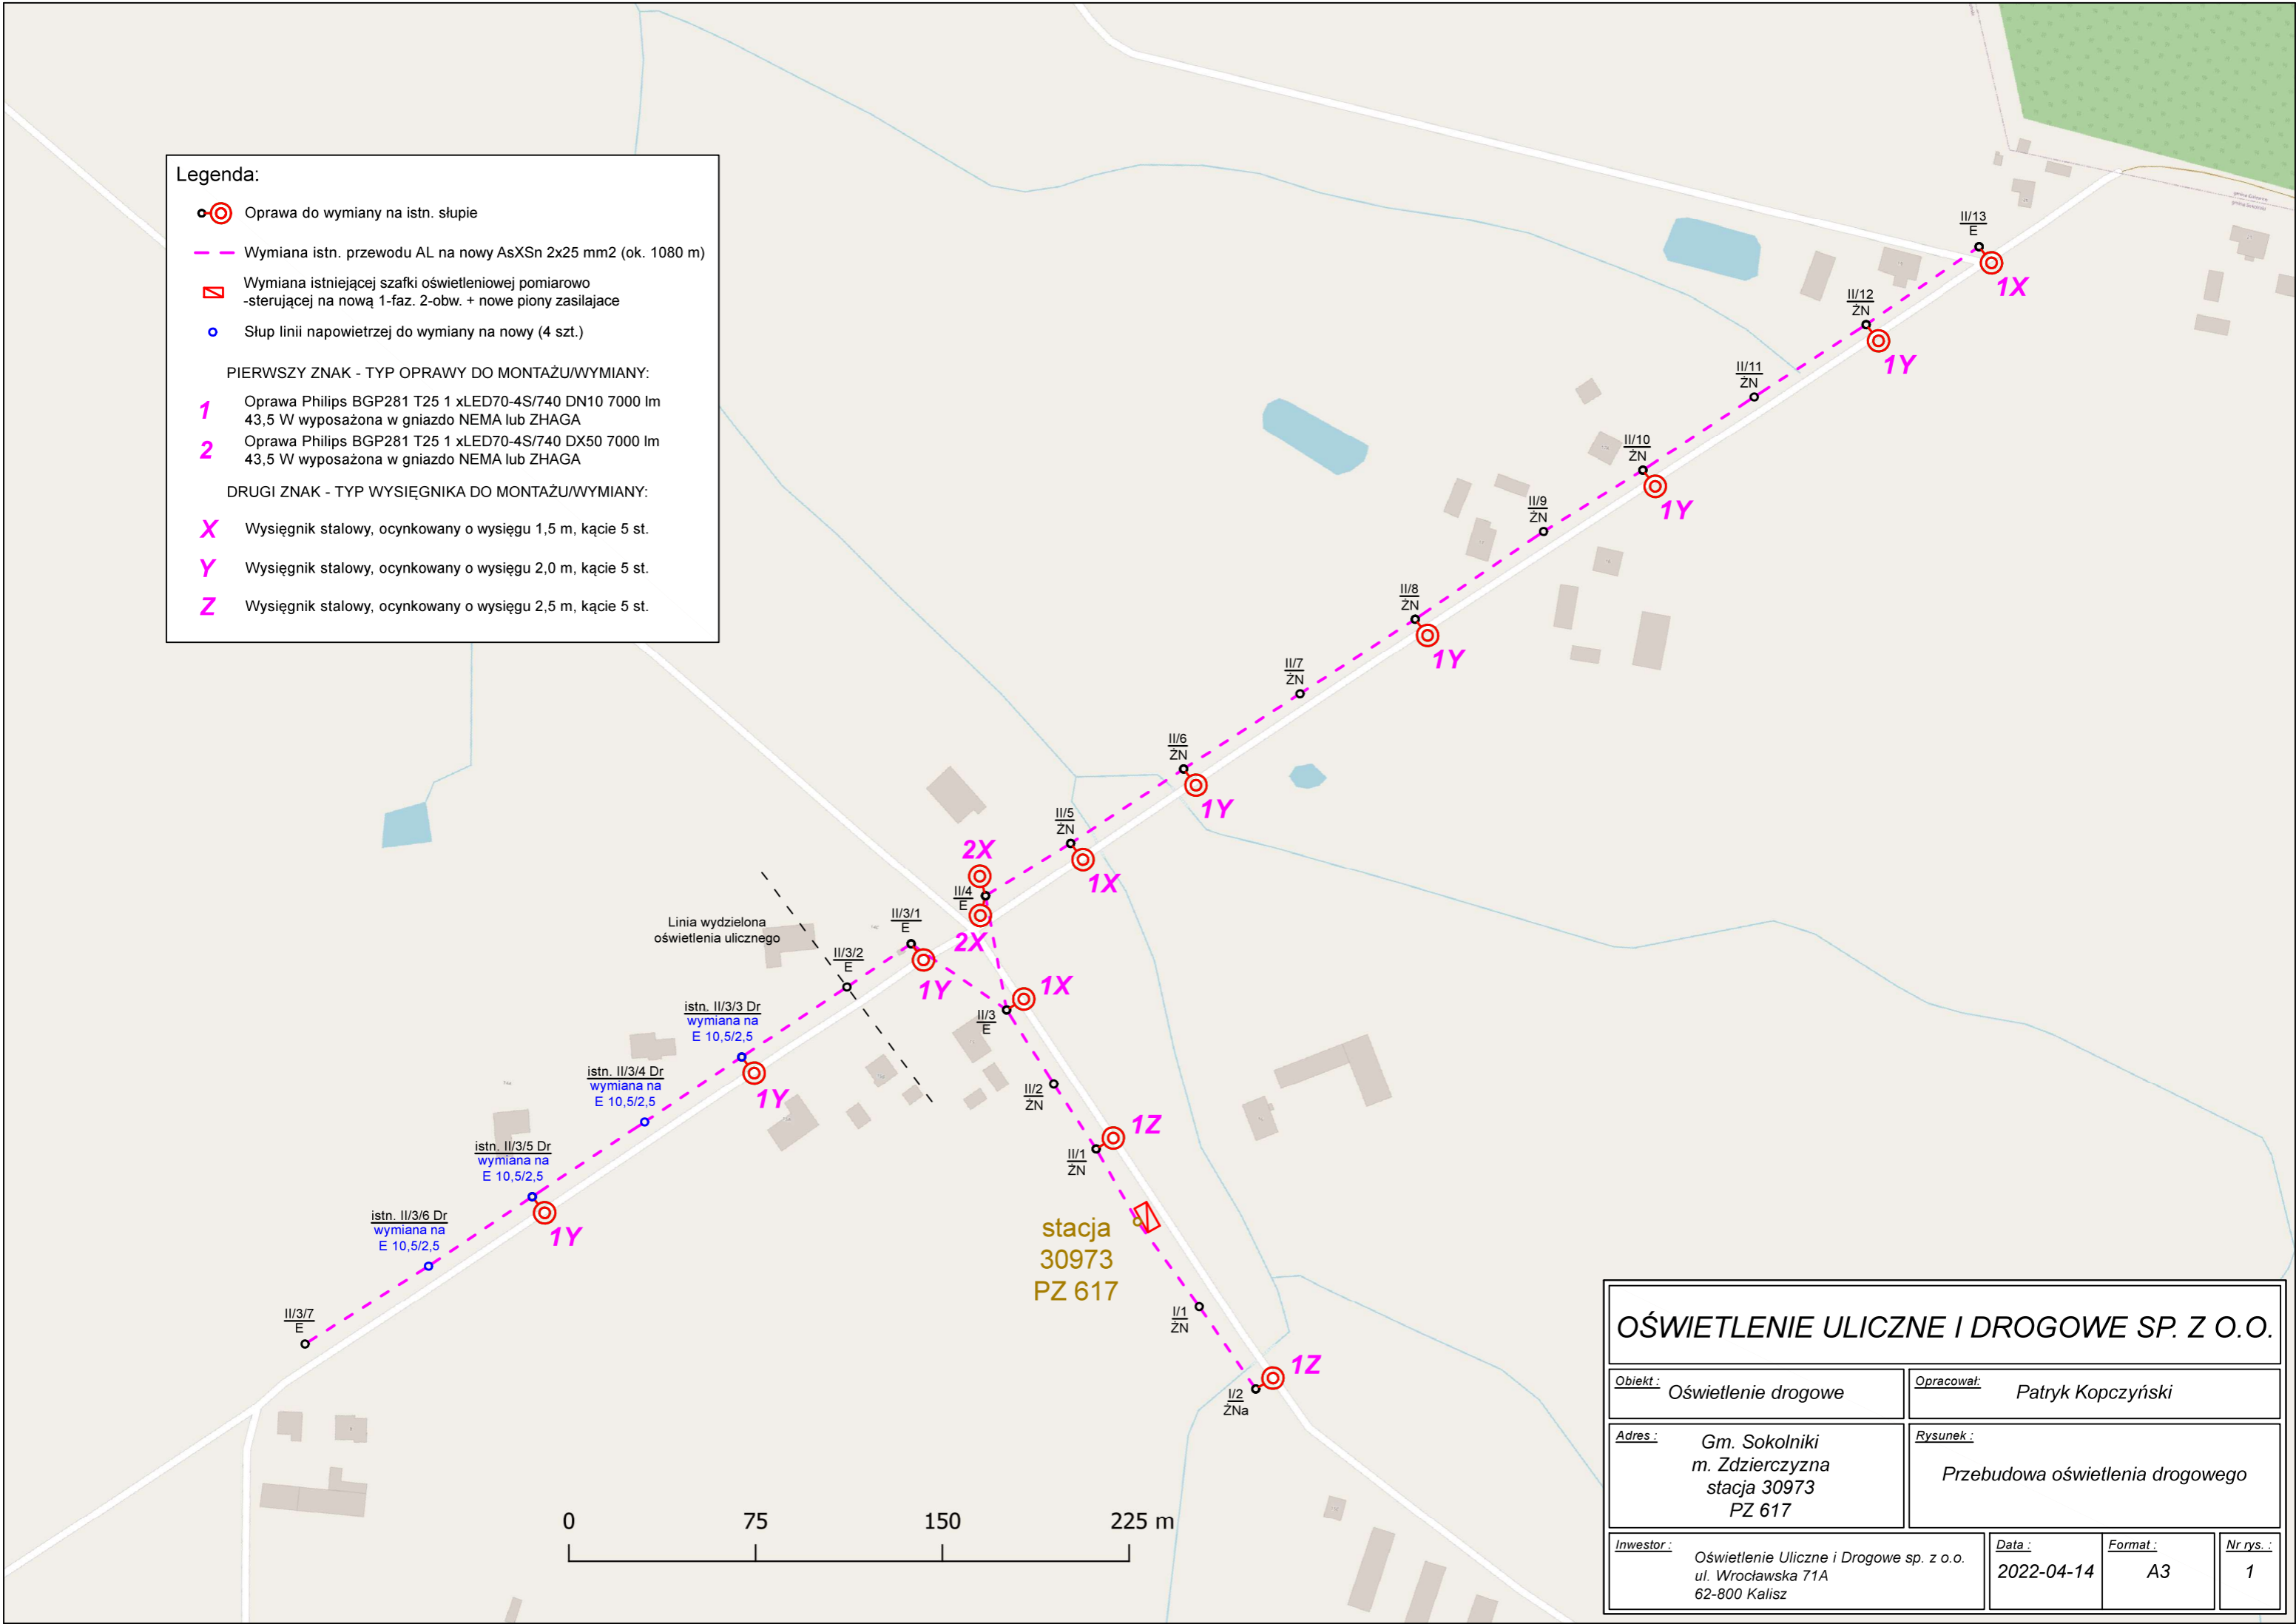 Legenda:
Oprawa do wymiany na istn. słupie
Wymiana istn. przewodu AL na nowy AsXSn 2x25 mm2 (ok. 1080 m)
Wymiana istniejącej szafki oświetleniowej pomiarowo
-sterującej na nową 1-faz. 2-obw. + nowe piony zasilajace
Słup linii napowietrzej do wymiany na nowy (4 szt.)
PIERWSZY ZNAK - TYP OPRAWY DO MONTAŻU/WYMIANY:
1 Oprawa Philips BGP281 T25 1 xLED70-4S/740 DN10 7000 lm
43,5 W wyposażona w gniazdo NEMA lub ZHAGA
2 Oprawa Philips BGP281 T25 1 xLED70-4S/740 DX50 7000 lm
43,5 W wyposażona w gniazdo NEMA lub ZHAGA
DRUGI ZNAK - TYP WYSIĘGNIKA DO MONTAŻU/WYMIANY:
X Wysięgnik stalowy, ocynkowany o wysięgu 1,5 m, kącie 5 st.
Y Wysięgnik stalowy, ocynkowany o wysięgu 2,0 m, kącie 5 st.
Z Wysięgnik stalowy, ocynkowany o wysięgu 2,5 m, kącie 5 st.
II/13
E
1X
II/12
ŻN
1Y
II/11
ŻN
II/10
ŻN
1Y
II/9
ŻN
II/8
ŻN
1Y
II/7
ŻN
II/6
ŻN
1Y
II/5
ŻN
1X
2X
II/4
E
2X
II/3/1
E
1Y
Linia wydzielona
oświetlenia ulicznego
II/3/2
E
1X
II/3
E
istn. II/3/3 Dr
wymiana na
E 10,5/2,5
1Y
istn. II/3/4 Dr
wymiana na
E 10,5/2,5
II/2
ŻN
1Z
II/1
ŻN
istn. II/3/5 Dr
wymiana na
E 10,5/2,5
1Y
istn. II/3/6 Dr
wymiana na
E 10,5/2,5
II/3/7
E
stacja
30973
PZ 617
I/1
ŻN
1Z
I/2
ŻNa
0 75 150 225 m
OŚWIETLENIE ULICZNE I DROGOWE SP. Z O.O.
Obiekt : Oświetlenie drogowe
Opracował: Patryk Kopczyński
Adres : Gm. Sokolniki
m. Zdzierczyzna
stacja 30973
PZ 617
Rysunek :
Przebudowa oświetlenia drogowego
Inwestor : Oświetlenie Uliczne i Drogowe sp. z o.o.
ul. Wrocławska 71A
62-800 Kalisz
Data :
2022-04-14
Format :
A3
Nr rys. :
1